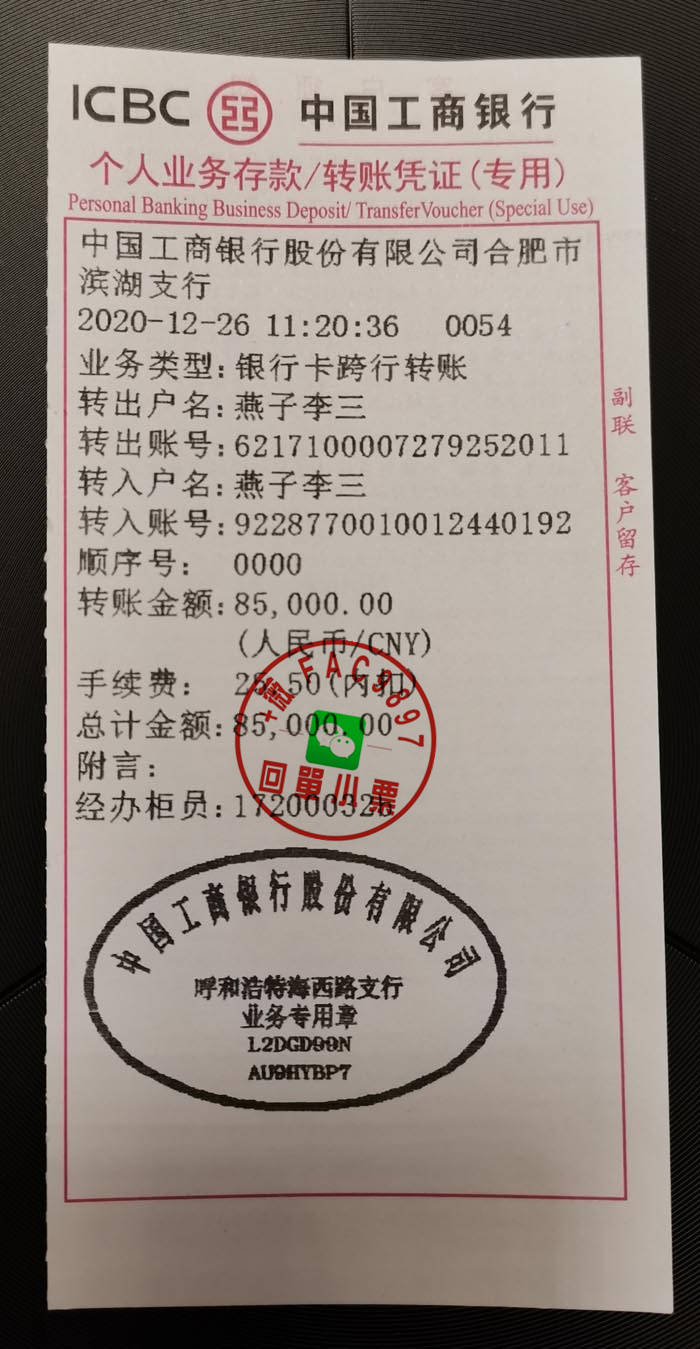 ICBC 中国工商银行
个人业务存款/转账凭证(专用)
Personal Banking Business Deposit/ TransferVoucher (Special Use)
中国工商银行股份有限公司合肥市
滨湖支行
2020-12-26 11:20:36 0054
业务类型:银行卡跨行转账
转出户名:燕子李三
转出账号:6217100007279252011
转入户名:燕子李三
转入账号:9228770010012440192
顺序号: 0000
转账金额:85,000.00
(人民币/CNY)
手续费: 25.50(内扣)
总计金额:85,000.00
附言:
经办柜员:17200032b
副联 客户留存
+薇 FAC9897
回單川票
中国工商银行股份有限公司
呼和浩特海西路支行
业务专用章
L2DGD99N
AU9HYBP7